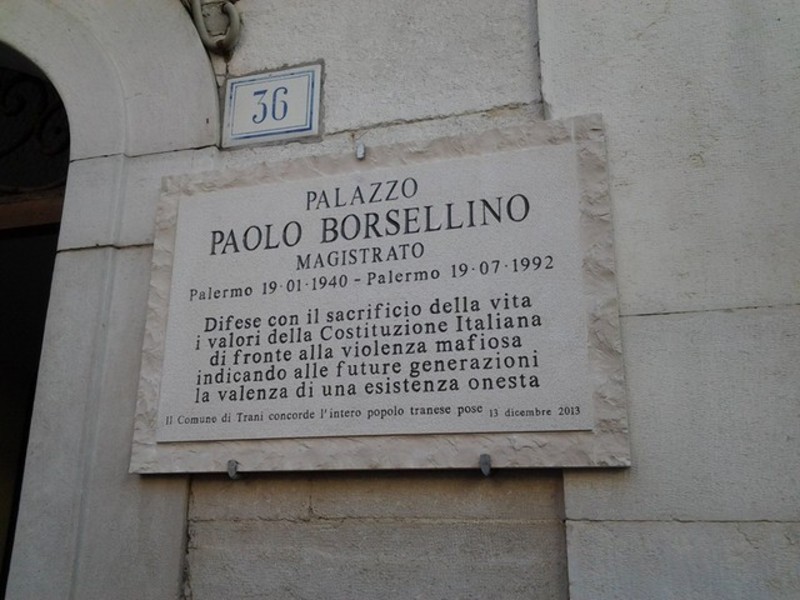 36
PALAZZO
PAOLO BORSELLINO
MAGISTRATO
Palermo 19·01·1940 - Palermo 19·07·1992
Difese con il sacrificio della vita
i valori della Costituzione Italiana
di fronte alla violenza mafiosa
indicando alle future generazioni
la valenza di una esistenza onesta
Il Comune di Trani concorde l'intero popolo tranese pose 13 dicembre 2013